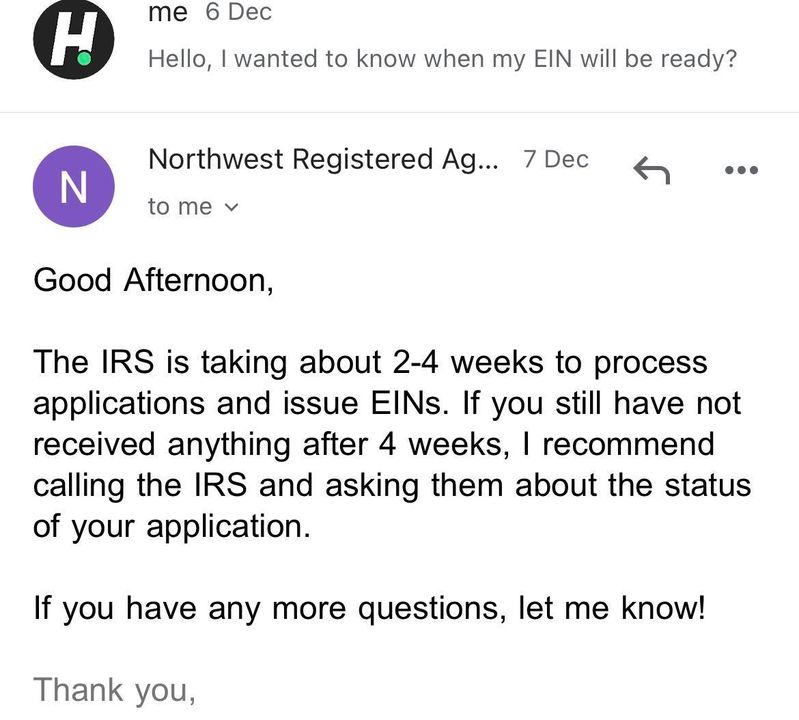 H
me 6 Dec
Hello, I wanted to know when my EIN will be ready?
N
Northwest Registered Ag... 7 Dec
to me
Good Afternoon,
The IRS is taking about 2-4 weeks to process
applications and issue EINs. If you still have not
received anything after 4 weeks, I recommend
calling the IRS and asking them about the status
of your application.
If you have any more questions, let me know!
Thank you,